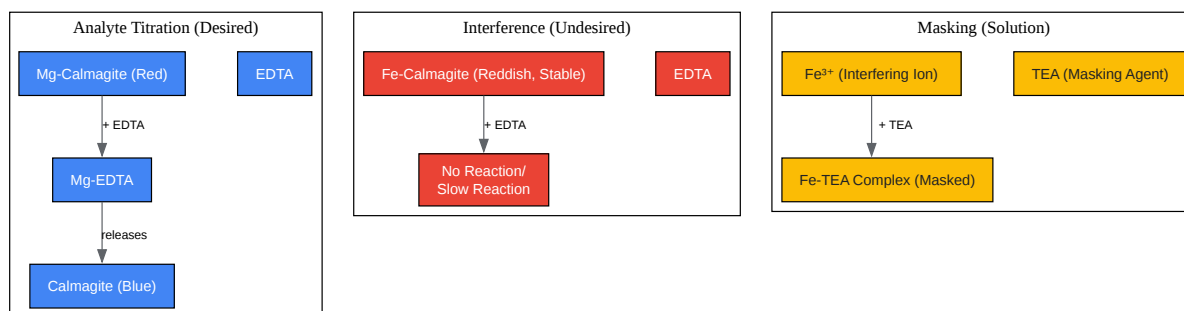 Analyte Titration (Desired)
Mg-Calmagite (Red)
EDTA
+ EDTA
Mg-EDTA
releases
Calmagite (Blue)
Interference (Undesired)
Fe-Calmagite (Reddish, Stable)
EDTA
+ EDTA
No Reaction/
Slow Reaction
Masking (Solution)
Fe³⁺ (Interfering Ion)
TEA (Masking Agent)
+ TEA
Fe-TEA Complex (Masked)